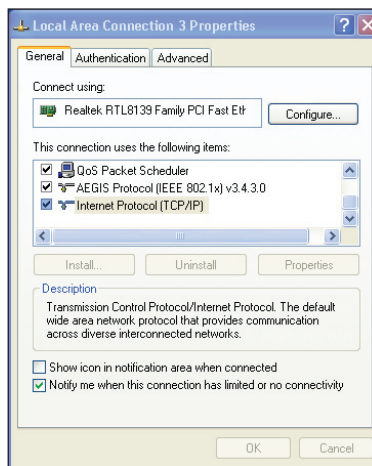 Local Area Connection 3 Properties
General Authentication Advanced
Connect using:
Realtek RTL8139 Family PCI Fast Eth
Configure...
This connection uses the following items:
QoS Packet Scheduler
AEGIS Protocol (IEEE 802.1x) v3.4.3.0
Internet Protocol (TCP/IP)
Install... Uninstall Properties
Description
Transmission Control Protocol/Internet Protocol. The default
wide area network protocol that provides communication
across diverse interconnected networks.
Show icon in notification area when connected
Notify me when this connection has limited or no connectivity
OK Cancel